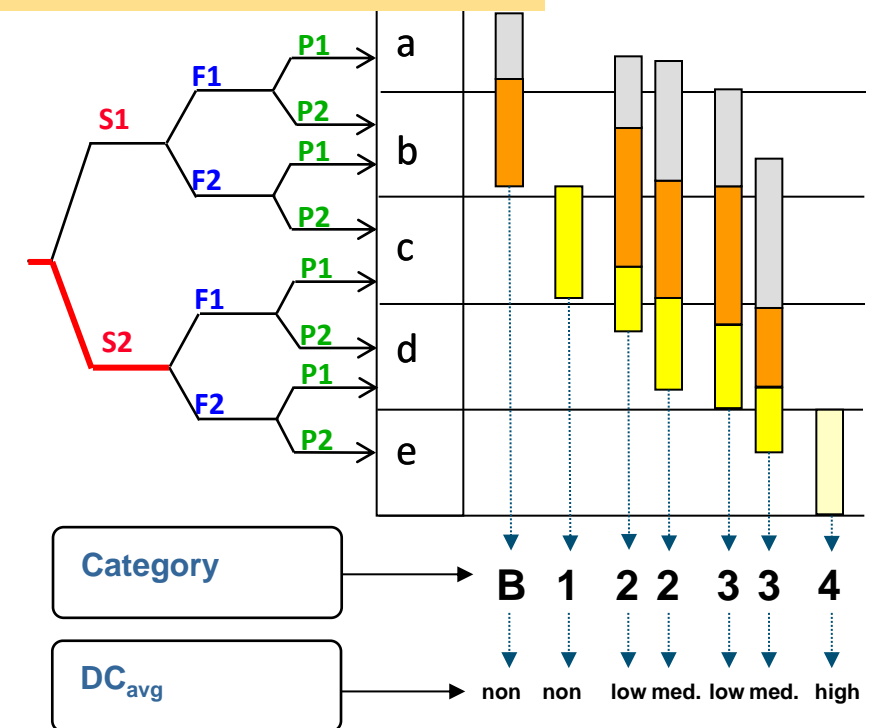 P1
a
F1
P2
S1
P1
b
F2
P2
c
P1
F1
S2
P2
d
P1
F2
P2
e
Category
B 1 2 2 3 3 4
DCavg
non non low med. low med. high